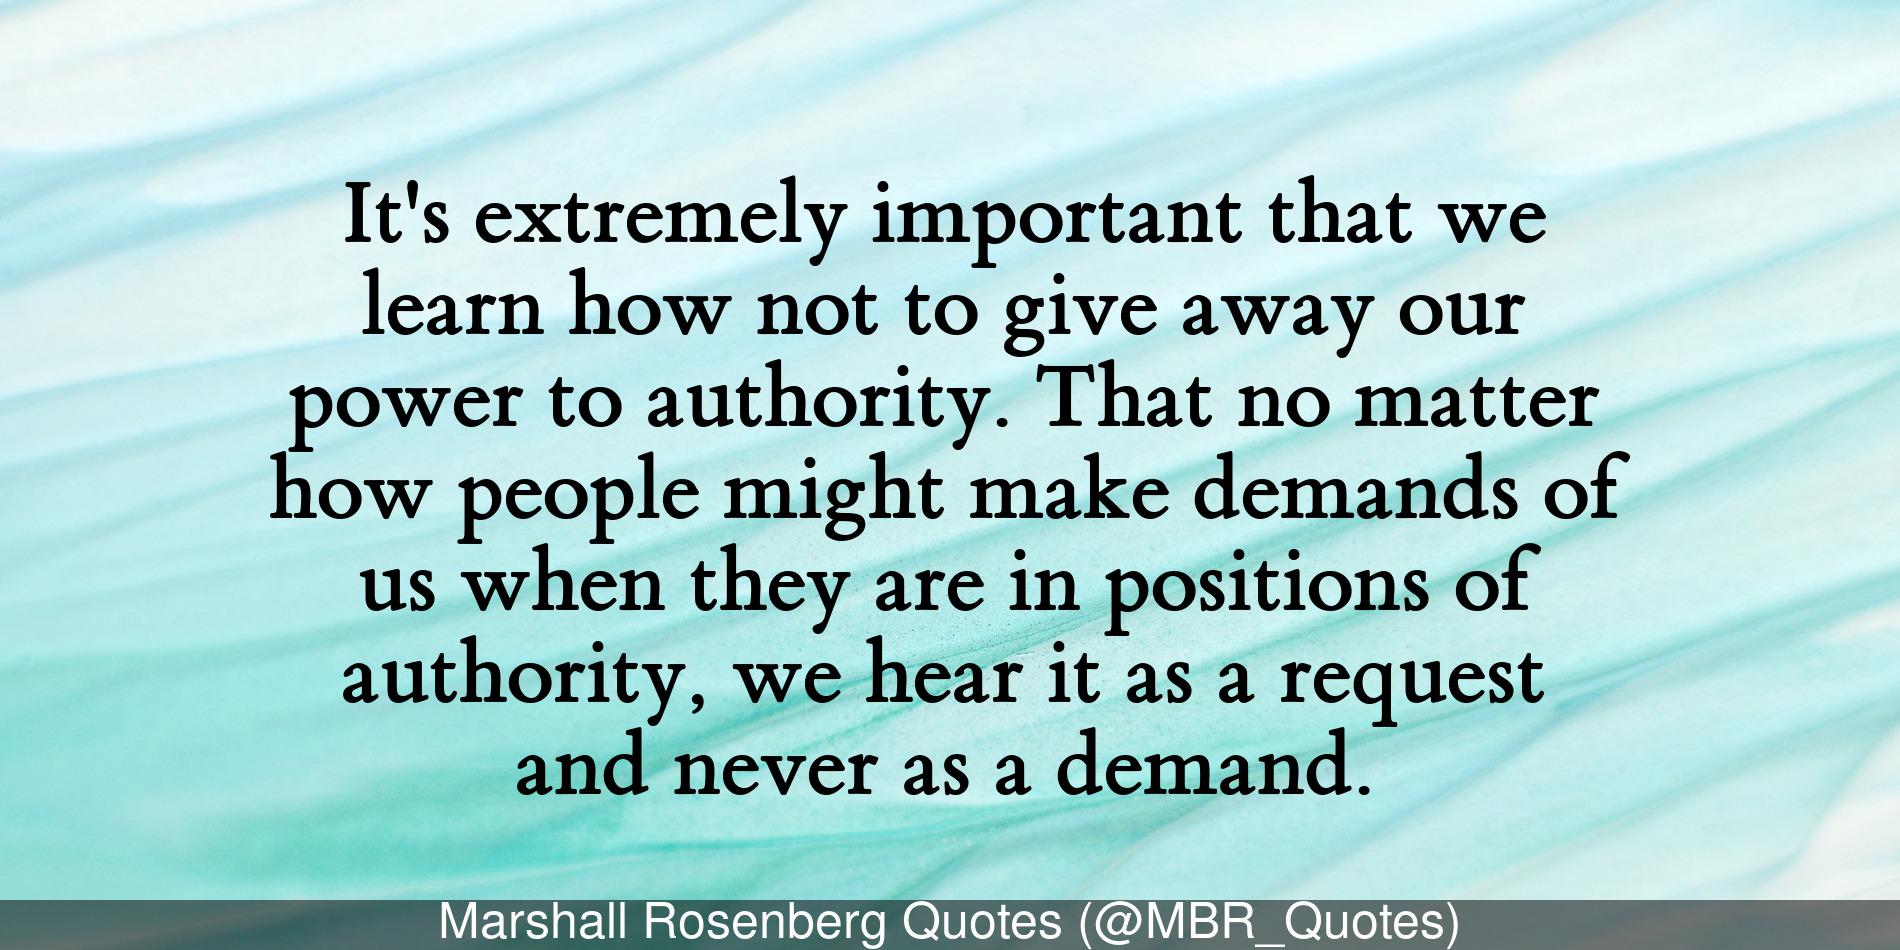 It's extremely important that we
learn how not to give away our
power to authority. That no matter
how people might make demands of
us when they are in positions of
authority, we hear it as a request
and never as a demand.
Marshall Rosenberg Quotes (@MBR_Quotes)